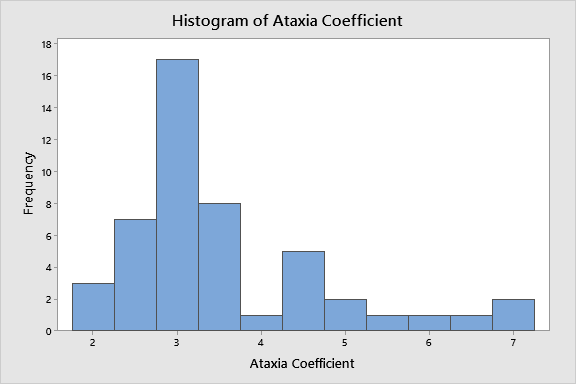 Histogram of Ataxia Coefficient
18
16
14
12
10
8
6
4
2
0
Frequency
2 3 4 5 6 7
Ataxia Coefficient